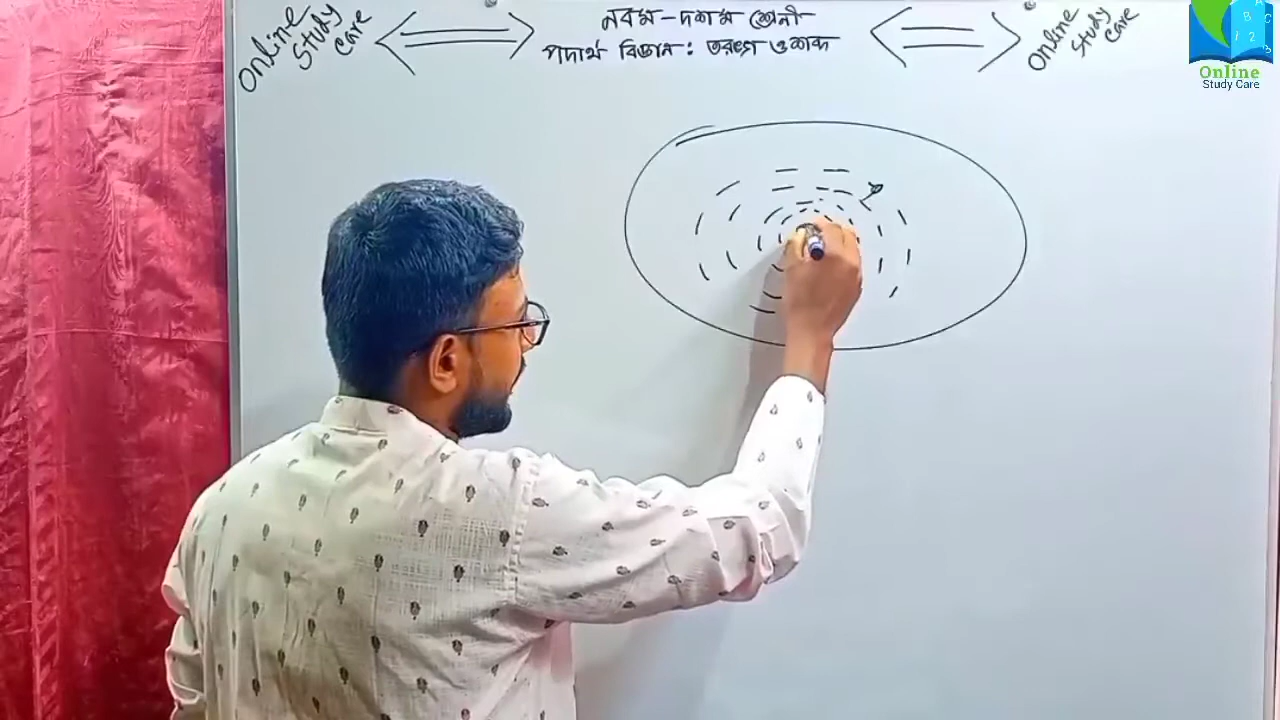 Online
Study
Care
নবম-দশম শ্রেনী
পদার্থ বিজ্ঞান : তরঙ্গ ও শব্দ
Online
Study
Care
Online
Study Care